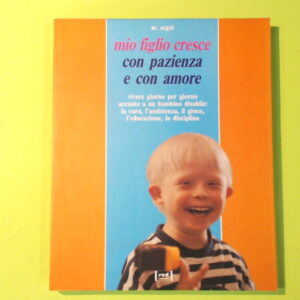 m. segal
mio figlio cresce
con pazienza
e con amore
vivere giorno per giorno
accanto a un bambino disabile:
la cura, l'assistenza, il gioco,
l'educazione, la disciplina
red